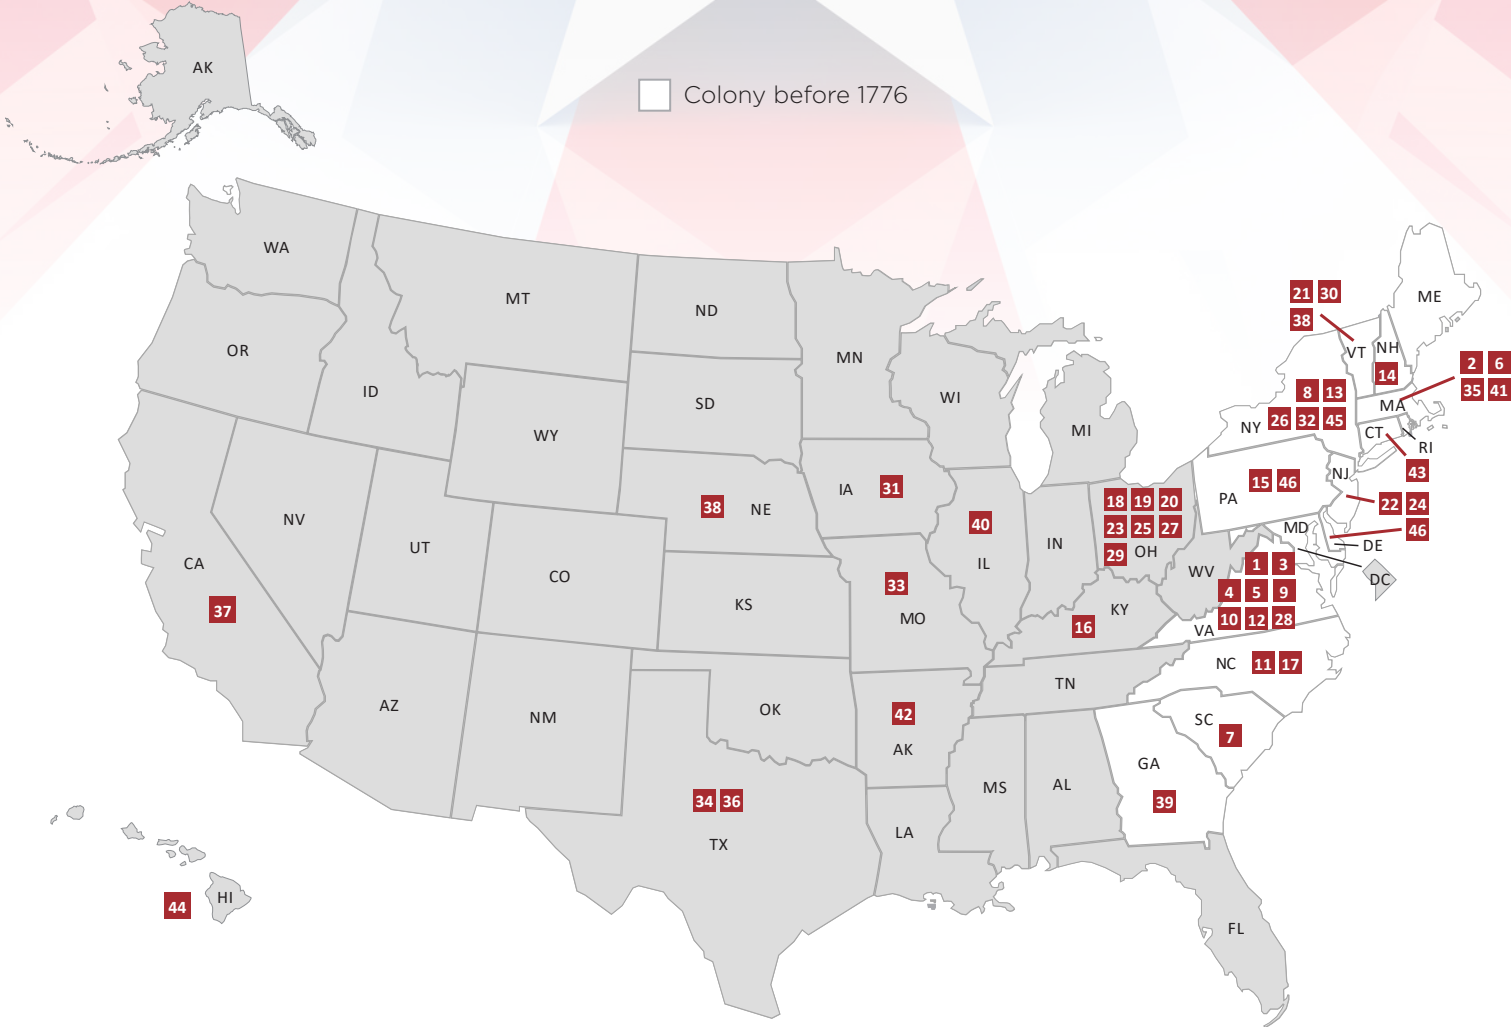 AK
Colony before 1776
WA
MT
ND
MN
OR
ID
WY
SD
WI
MI
ME
21 30
38
VT NH
14
2 6
35 41
MA
8 13
NY 26 32 45
CT
RI
43
NV
UT
CO
NE
38
IA 31
40
IL
IN
18 19 20
23 25 27
29 OH
PA 15 46
NJ
22 24
46
MD
DE
DC
CA
37
KS
33
MO
KY
16
WV
1 3
4 5 9
10 12 28
VA
NC 11 17
TN
AZ
NM
OK
42
AK
SC
7
GA
39
MS
AL
34 36
TX
LA
44
HI
FL